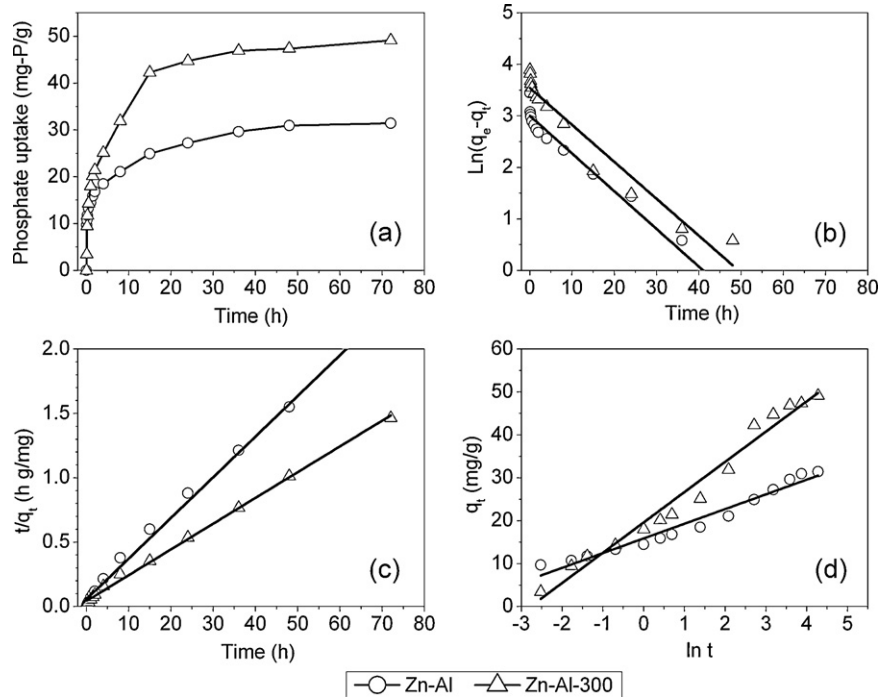 Phosphate uptake (mg-P/g)
50
40
30
20
10
0
(a)
0 10 20 30 40 50 60 70 80
Time (h)
Ln(qe-qt)
5
4
3
2
1
0
(b)
0 10 20 30 40 50 60 70 80
Time (h)
t/qt (h g/mg)
2.0
1.5
1.0
0.5
0.0
(c)
0 10 20 30 40 50 60 70 80
Time (h)
qt (mg/g)
60
50
40
30
20
10
0
(d)
-3 -2 -1 0 1 2 3 4 5
ln t
Zn-Al Zn-Al-300